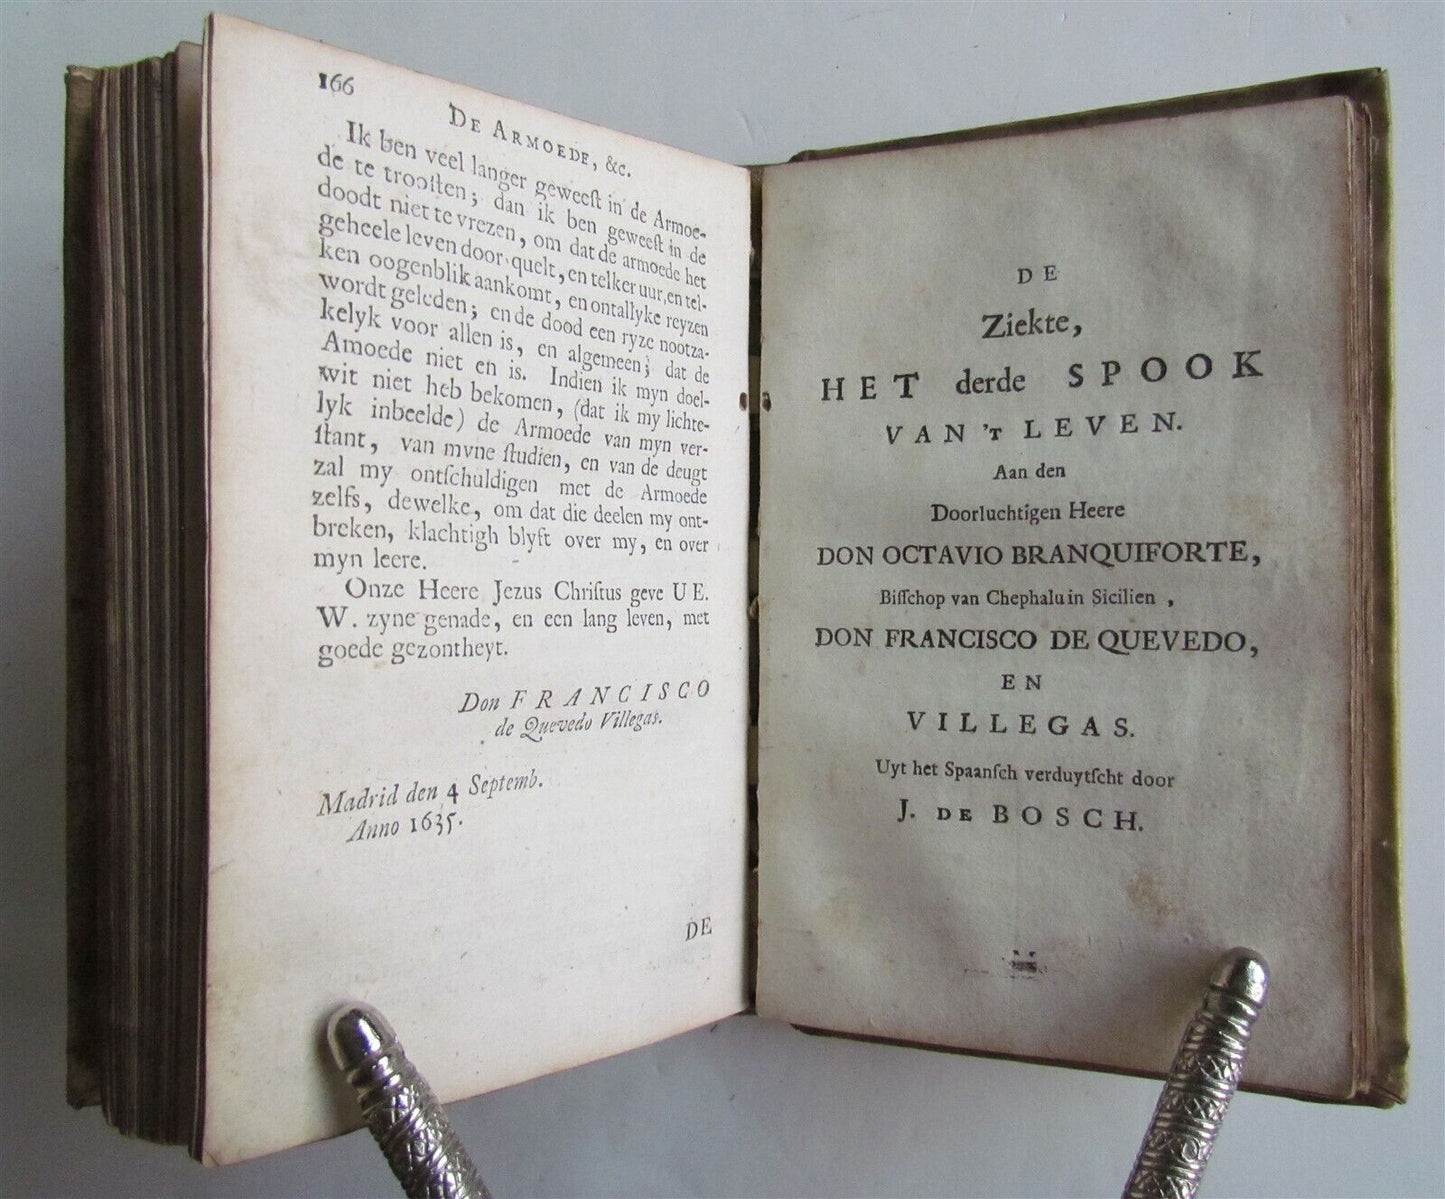 166
DE ARMOEDE, &c.
Ik ben veel langer geweeſt in de Armoe-
de te trooſten; dan ik ben geweeſt in de
doodt niet te vrezen, om dat de armoede het
geheele leven door quelt, en telker uur, en tel-
ken oogenblik aankomt, en ontallyke reyzen
wordt geleden; en de dood een ryze nootza-
kelyk voor allen is, en algemeen; dat de
Amoede niet en is. Indien ik myn doel-
wit niet heb bekomen, (dat ik my lichte-
lyk inbeelde) de Armoede van myn ver-
ſtant, van myne ſtudien, en van de deugt
zal my ontſchuldigen met de Armoede
zelfs, dewelke, om dat die deelen my ont-
breken, klachtigh blyft over my, en over
myn leere.
Onze Heere Jezus Chriſtus geve U E.
W. zyne genade, en een lang leven, met
goede gezontheyt.
Don FRANCISCO
de Quevedo Villegas.
Madrid den 4 Septemb.
Anno 1635.
DE
DE
Ziekte,
HET derde SPOOK
VAN 'T LEVEN.
Aan den
Doorluchtigen Heere
DON OCTAVIO BRANQUIFORTE,
Biſſchop van Chephalu in Sicilien,
DON FRANCISCO DE QUEVEDO,
EN
VILLEGAS.
Uyt het Spaanſch verduytſcht door
J. DE BOSCH.